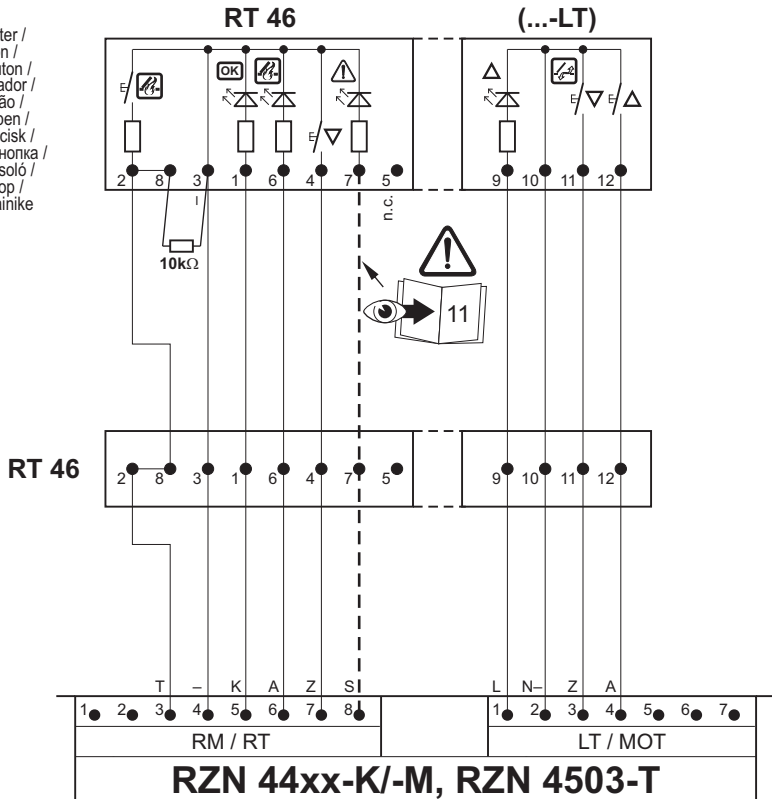 RT 46 (...-LT)
ter /
n /
ton /
ador /
ão /
pen /
cisk /
нопка /
soló /
op /
ainike
OK
E E E E
2 8 3 1 6 4 7 5 9 10 11 12
I
n.c.
10kΩ
11
RT 46
2 8 3 1 6 4 7 5 9 10 11 12
T – K A Z S L N– Z A
1 2 3 4 5 6 7 8 1 2 3 4 5 6 7
RM / RT LT / MOT
RZN 44xx-K/-M, RZN 4503-T